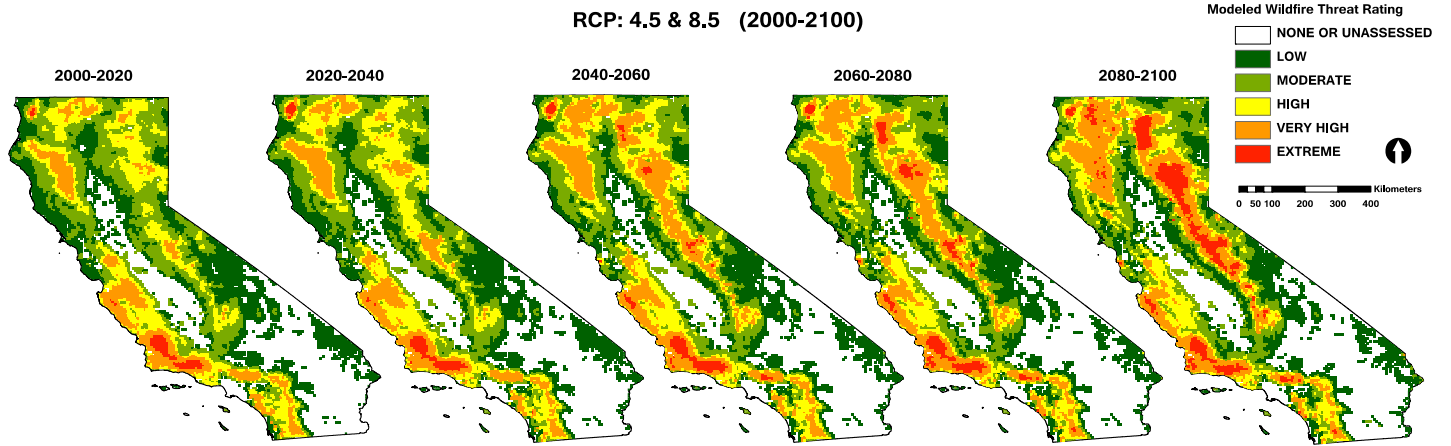 RCP: 4.5 & 8.5 (2000-2100)
Modeled Wildfire Threat Rating
NONE OR UNASSESSED
LOW
MODERATE
HIGH
VERY HIGH
EXTREME
Kilometers
0 50 100 200 300 400
2000-2020
2020-2040
2040-2060
2060-2080
2080-2100